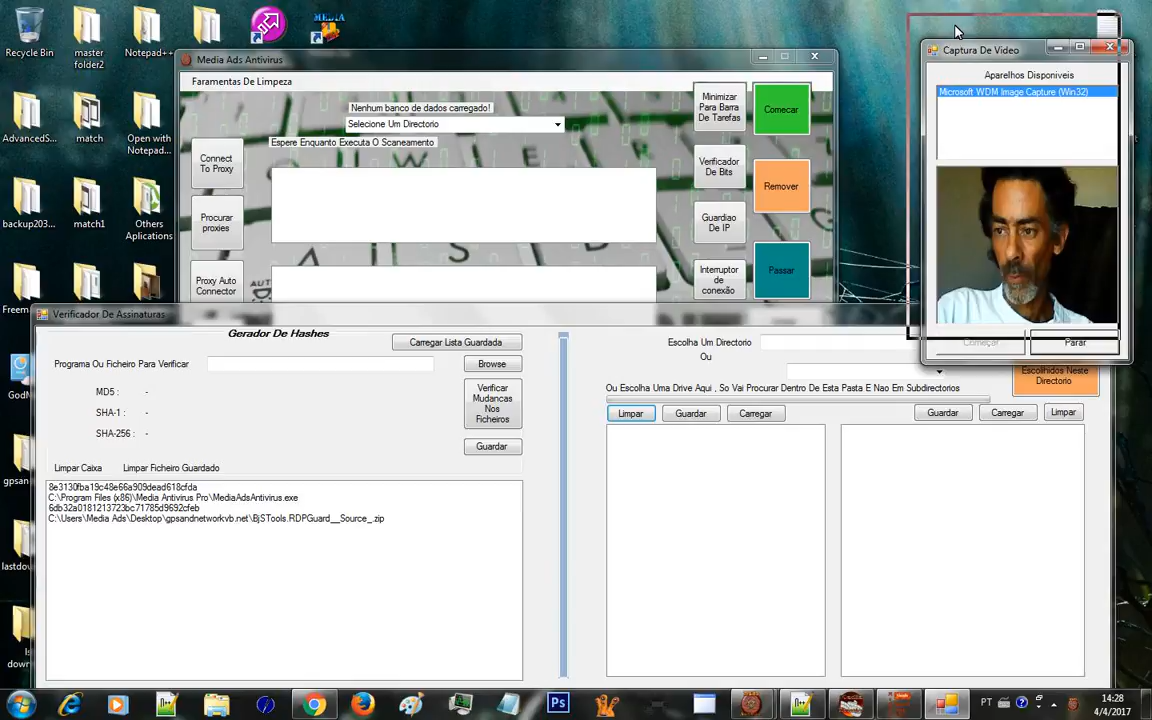 Recycle Bin
master folder2
Notepad++
MEDIA
AdvancedS...
match
Open with Notepad...
backup203...
match1
Others Aplications
Media Ads Antivirus
Faramentas De Limpeza
Nenhum banco de dados carregado!
Selecione Um Directorio
Espere Enquanto Executa O Scaneamento
Connect To Proxy
Procurar proxies
Proxy Auto Connector
Minimizar Para Barra De Tarefas
Verificador De Bits
Guardiao De IP
Interruptor de conexão
Comecar
Remover
Passar
Captura De Video
Aparelhos Disponiveis
Microsoft WDM Image Capture (Win32)
Começar
Parar
Verificador De Assinaturas
Gerador De Hashes
Carregar Lista Guardada
Programa Ou Ficheiro Para Verificar
Browse
MD5 : -
SHA-1 : -
SHA-256 : -
Verificar Mudancas Nos Ficheiros
Guardar
Limpar Caixa
Limpar Ficheiro Guardado
8e3130fba19c48e66a909dead618cfda
C:\Program Files (x86)\Media Antivirus Pro\MediaAdsAntivirus.exe
6db32a0181213723bc71785d9692cfeb
C:\Users\Media Ads\Desktop\gpsandnetworkvb.net\BjSTools.RDPGuard__Source_.zip
Escolha Um Directorio
Ou
Ou Escolha Uma Drive Aqui , So Vai Procurar Dentro De Esta Pasta E Nao Em Subdirectorios
Escolhidos Neste Directorio
Limpar
Guardar
Carregar
Guardar
Carregar
Limpar
PT
14:28
4/4/2017